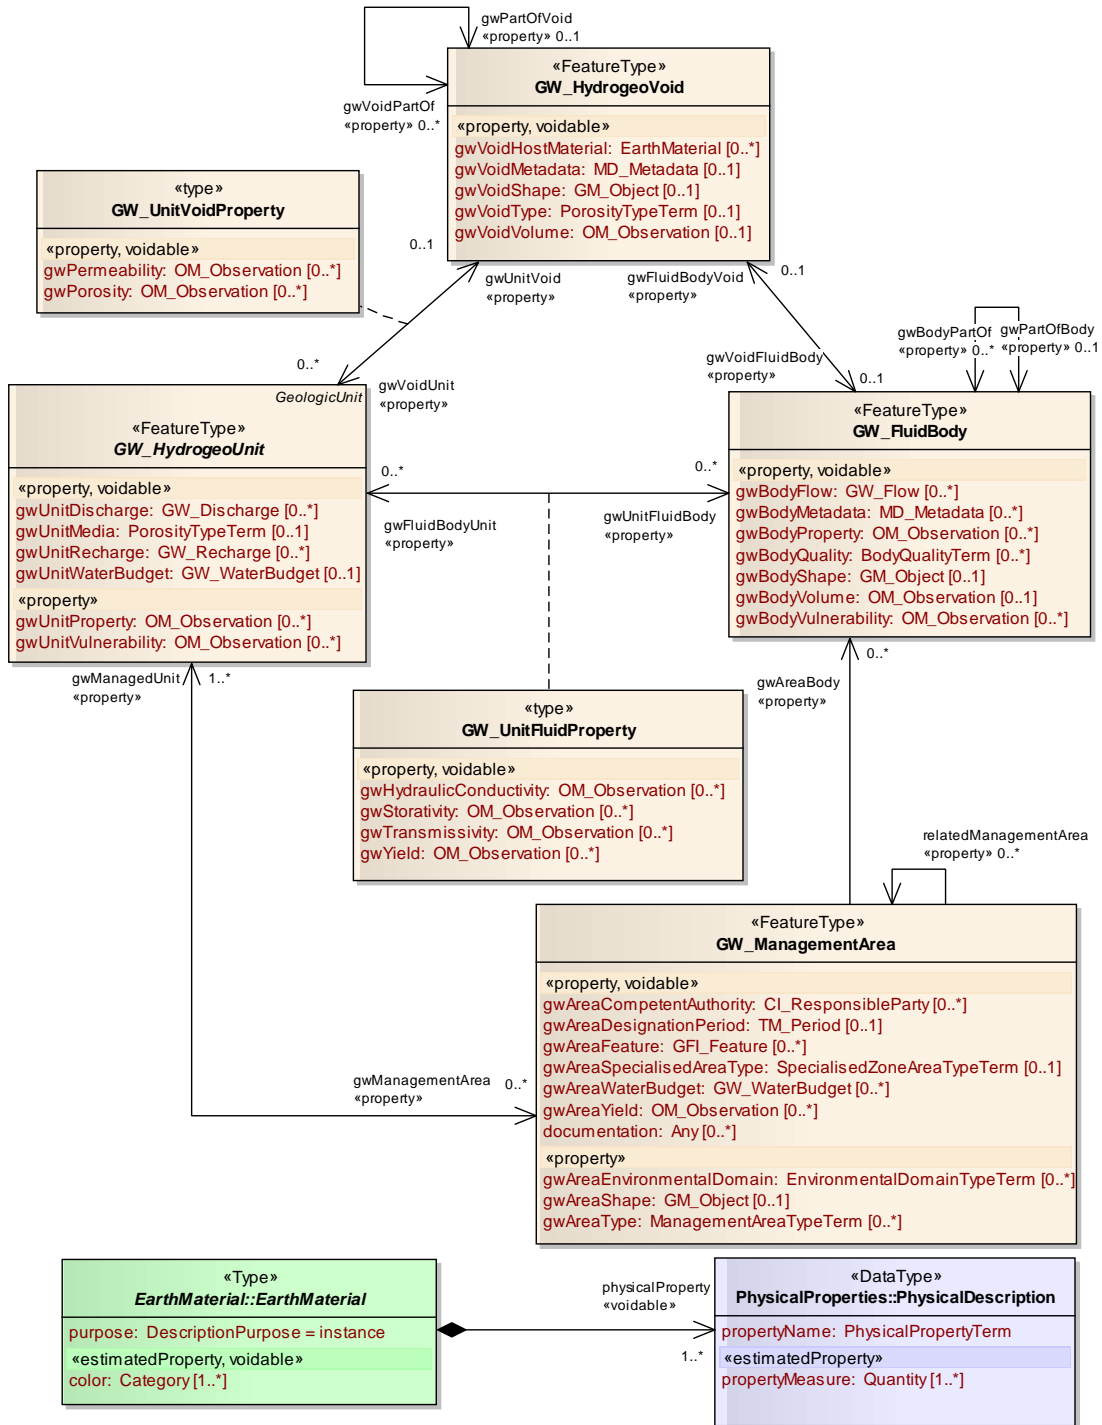 gwPartOfVoid
«property» 0..1
«FeatureType»
GW_HydrogeoVoid
gwVoidPartOf
«property» 0..*
«property, voidable»
gwVoidHostMaterial: EarthMaterial [0..*]
gwVoidMetadata: MD_Metadata [0..1]
gwVoidShape: GM_Object [0..1]
gwVoidType: PorosityTypeTerm [0..1]
gwVoidVolume: OM_Observation [0..1]
«type»
GW_UnitVoidProperty
«property, voidable»
gwPermeability: OM_Observation [0..*]
gwPorosity: OM_Observation [0..*]
0..1
gwUnitVoid
«property»
gwFluidBodyVoid
«property»
0..1
0..*
gwVoidUnit
«property»
gwVoidFluidBody
«property»
0..1
gwBodyPartOf
«property» 0..*
gwPartOfBody
«property» 0..1
GeologicUnit
«FeatureType»
GW_HydrogeoUnit
«property, voidable»
gwUnitDischarge: GW_Discharge [0..*]
gwUnitMedia: PorosityTypeTerm [0..1]
gwUnitRecharge: GW_Recharge [0..*]
gwUnitWaterBudget: GW_WaterBudget [0..1]
«property»
gwUnitProperty: OM_Observation [0..*]
gwUnitVulnerability: OM_Observation [0..*]
0..*
gwFluidBodyUnit
«property»
0..*
gwUnitFluidBody
«property»
«FeatureType»
GW_FluidBody
«property, voidable»
gwBodyFlow: GW_Flow [0..*]
gwBodyMetadata: MD_Metadata [0..*]
gwBodyProperty: OM_Observation [0..*]
gwBodyQuality: BodyQualityTerm [0..*]
gwBodyShape: GM_Object [0..1]
gwBodyVolume: OM_Observation [0..1]
gwBodyVulnerability: OM_Observation [0..*]
gwManagedUnit
«property»
1..*
0..*
gwAreaBody
«property»
«type»
GW_UnitFluidProperty
«property, voidable»
gwHydraulicConductivity: OM_Observation [0..*]
gwStorativity: OM_Observation [0..*]
gwTransmissivity: OM_Observation [0..*]
gwYield: OM_Observation [0..*]
relatedManagementArea
«property» 0..*
«FeatureType»
GW_ManagementArea
«property, voidable»
gwAreaCompetentAuthority: CI_ResponsibleParty [0..*]
gwAreaDesignationPeriod: TM_Period [0..1]
gwAreaFeature: GFI_Feature [0..*]
gwAreaSpecialisedAreaType: SpecialisedZoneAreaTypeTerm [0..1]
gwAreaWaterBudget: GW_WaterBudget [0..*]
gwAreaYield: OM_Observation [0..*]
documentation: Any [0..*]
«property»
gwAreaEnvironmentalDomain: EnvironmentalDomainTypeTerm [0..*]
gwAreaShape: GM_Object [0..1]
gwAreaType: ManagementAreaTypeTerm [0..*]
gwManagementArea
«property»
0..*
«Type»
EarthMaterial::EarthMaterial
purpose: DescriptionPurpose = instance
«estimatedProperty, voidable»
color: Category [1..*]
physicalProperty
«voidable»
1..*
«DataType»
PhysicalProperties::PhysicalDescription
propertyName: PhysicalPropertyTerm
«estimatedProperty»
propertyMeasure: Quantity [1..*]